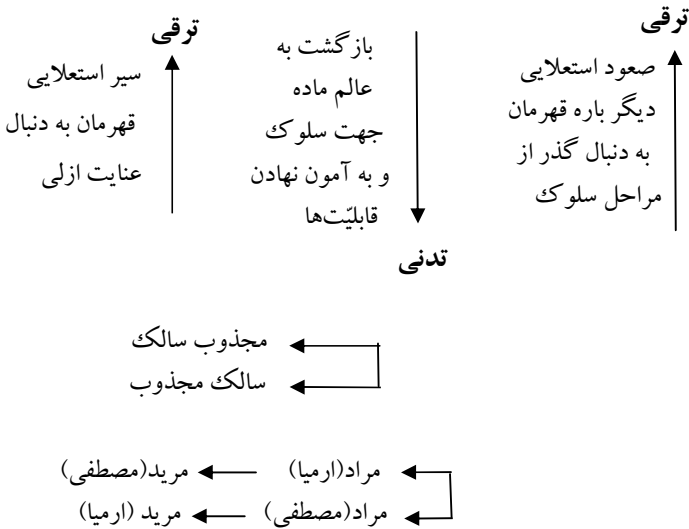 ترقی
صعود استعلایی
دیگر باره قهرمان
به دنبال گذر از
مراحل سلوک
بازگشت به
عالم ماده
جهت سلوک
و به آمون نهادن
قابلیّت‌ها
تدنی
ترقی
سیر استعلایی
قهرمان به دنبال
عنایت ازلی
مجذوب سالک
سالک مجذوب
مراد(ارمیا) مرید(مصطفی)
مراد(مصطفی) مرید (ارمیا)